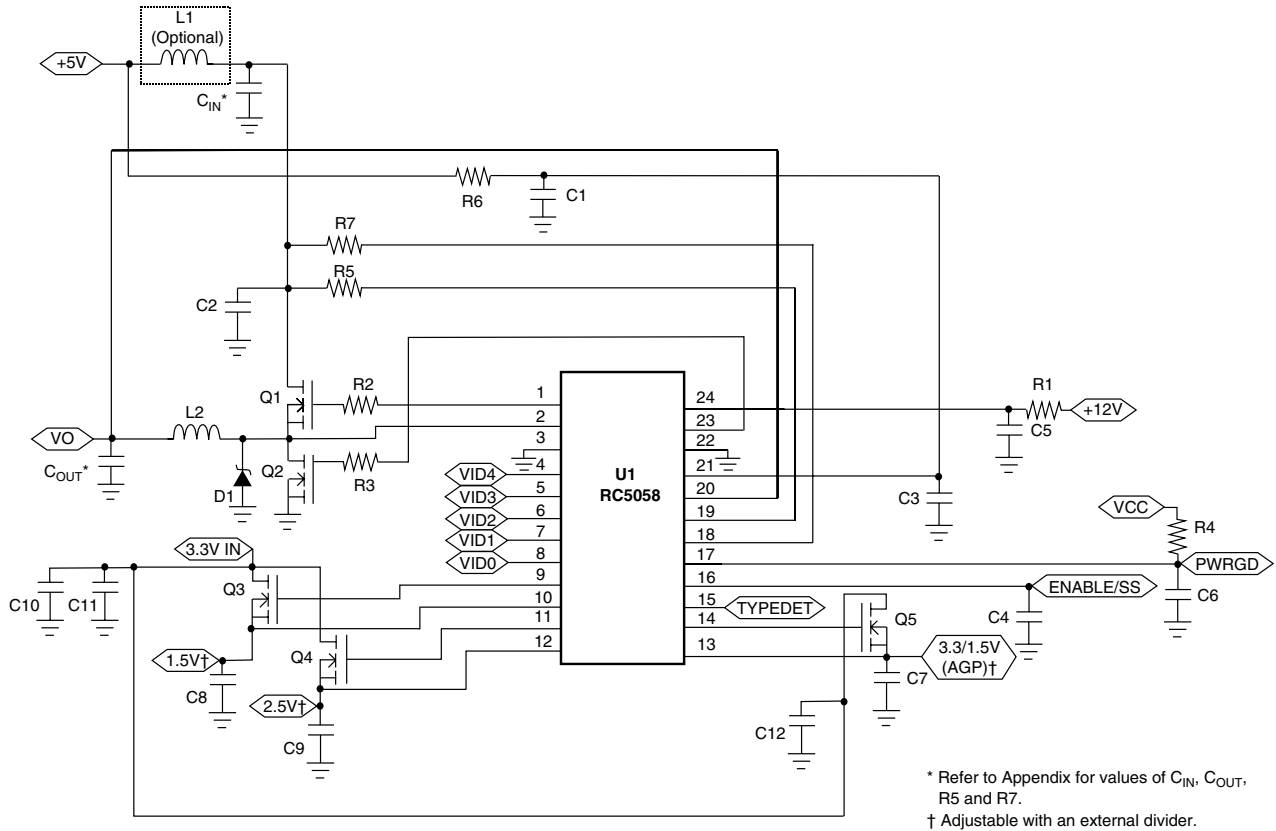 L1
(Optional)
+5V
CIN*
R6
C1
R7
R5
C2
Q1
R2
L2
VO
COUT*
D1
Q2
R3
1
2
3
4
5
6
7
8
9
10
11
12
VID4
VID3
VID2
VID1
VID0
U1
RC5058
24
23
22
21
20
19
18
17
16
15
14
13
R1
+12V
C5
C3
VCC
R4
PWRGD
C6
ENABLE/SS
C4
TYPEDET
Q5
3.3/1.5V
(AGP)†
C7
C12
3.3V IN
C10
C11
Q3
1.5V†
C8
Q4
2.5V†
C9
* Refer to Appendix for values of CIN, COUT,
R5 and R7.
† Adjustable with an external divider.